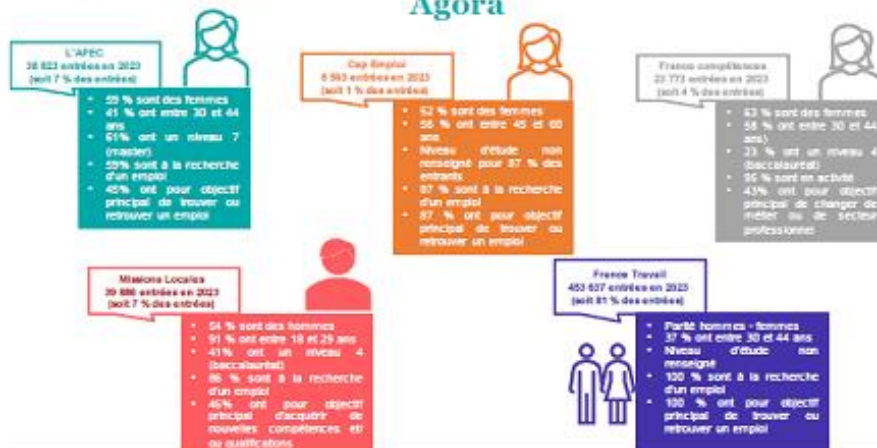 Agora
L'APEC
38 823 entrées en 2023
(soit 7 % des entrées)
• 59 % sont des femmes
• 41 % ont entre 30 et 44
ans
• 61% ont un niveau 7
(master)
• 59% sont à la recherche
d'un emploi
• 45% ont pour objectif
principal de trouver ou
retrouver un emploi
Cap Emploi
entrées en 2023
(soit 1 % des entrées)
• 52 % sont des femmes
• 56 % ont entre 45 et 60
ans
• Niveau d'étude non
renseigné pour 87 % des
entrants
• 87 % sont à la recherche
d'un emploi
• 87 % ont pour objectif
principal de trouver ou
retrouver un emploi
France compétences
23 773 entrées en 2023
(soit 4 % des entrées)
• 63 % sont des femmes
• 58 % ont entre 30 et 44
ans)
• 23 % ont un niveau 4
(baccalauréat)
• 95 % sont en activité
• 43% ont pour objectif
principal de changer de
métier ou de secteur
professionnel
Missions Locales
39 886 entrées en 2023
(soit 7 % des entrées)
• 54 % sont des hommes
• 91 % ont entre 18 et 29 ans
• 41% ont un niveau 4
(baccalauréat)
• 86 % sont à la recherche
d'un emploi
• 45% ont pour objectif
principal d'acquérir de
nouvelles compétences et/
ou qualifications
France Travail
453 637 entrées en 2023
(soit 81 % des entrées)
• Parité hommes - femmes
• 37 % ont entre 30 et 44 ans
• Niveau d'étude non
renseigné
• 100 % sont à la recherche
d'un emploi
• 100 % ont pour objectif
principal de trouver ou
retrouver un emploi